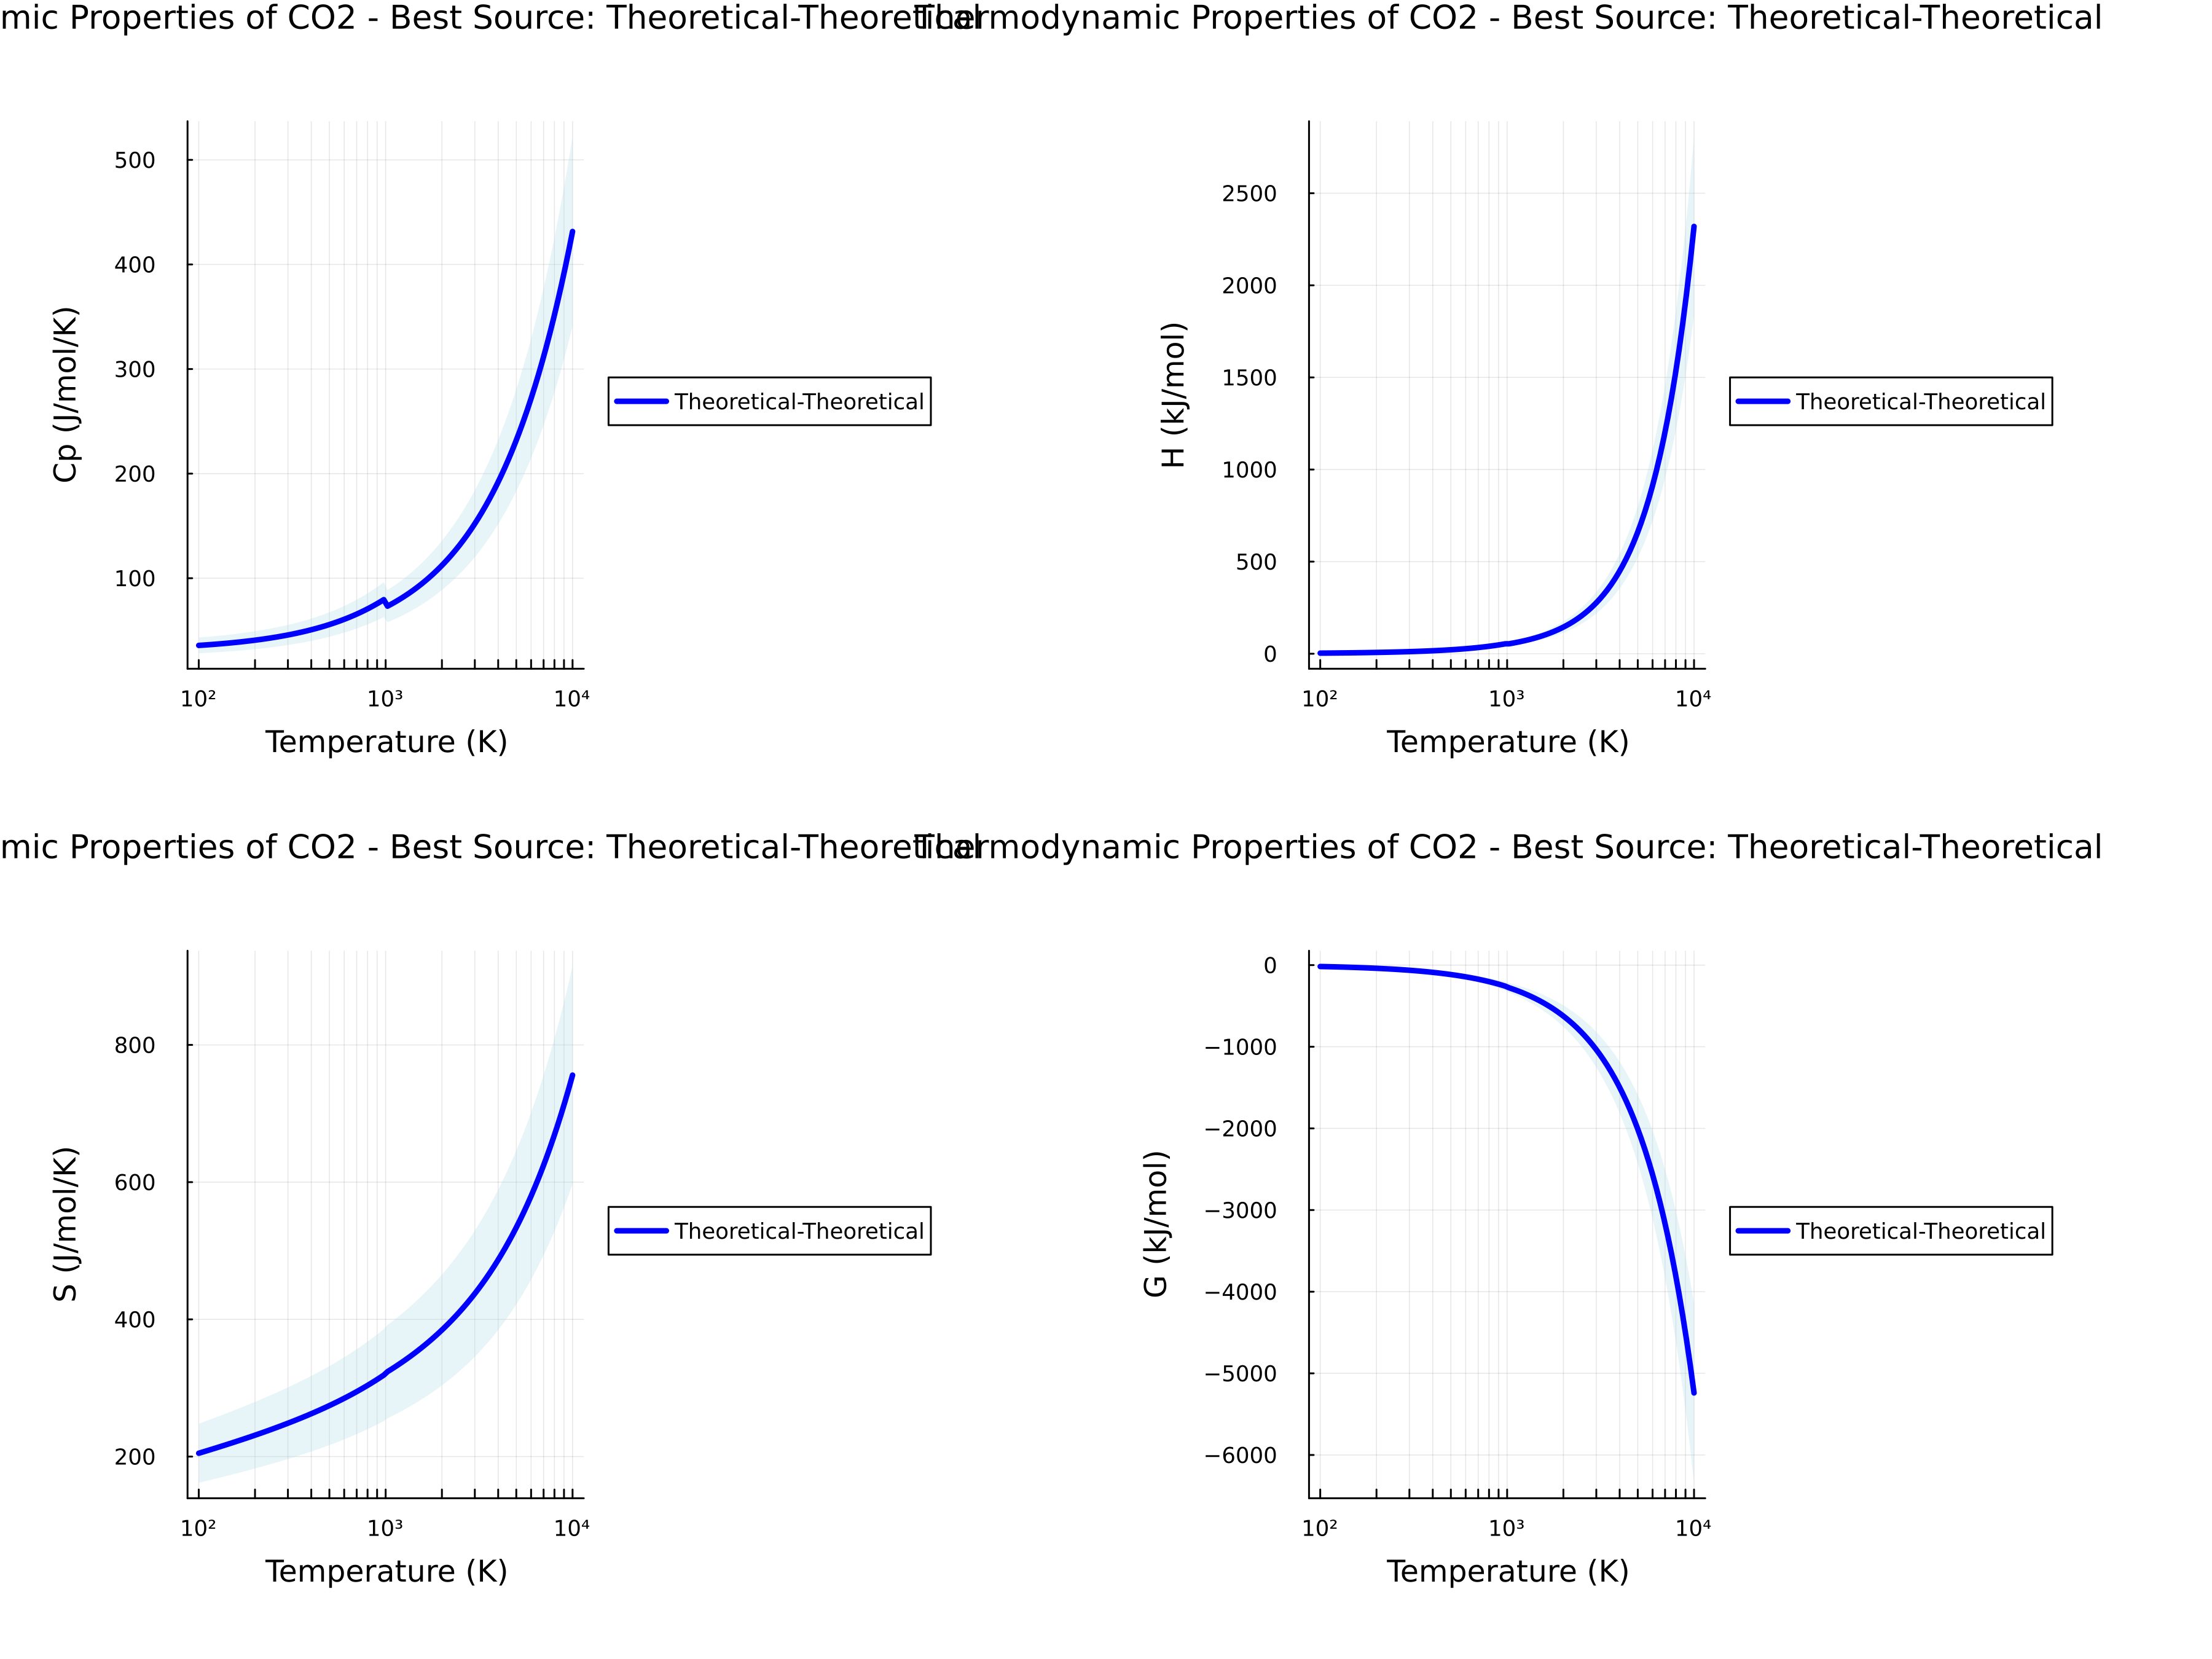 mic Properties of CO2 - Best Source: Theoretical-Theoretical
Thermodynamic Properties of CO2 - Best Source: Theoretical-Theoretical
Cp (J/mol/K)
500
400
300
200
100
10²
10³
10⁴
Temperature (K)
Theoretical-Theoretical
H (kJ/mol)
2500
2000
1500
1000
500
0
10²
10³
10⁴
Temperature (K)
Theoretical-Theoretical
mic Properties of CO2 - Best Source: Theoretical-Theoretical
Thermodynamic Properties of CO2 - Best Source: Theoretical-Theoretical
S (J/mol/K)
800
600
400
200
10²
10³
10⁴
Temperature (K)
Theoretical-Theoretical
G (kJ/mol)
0
−1000
−2000
−3000
−4000
−5000
−6000
10²
10³
10⁴
Temperature (K)
Theoretical-Theoretical